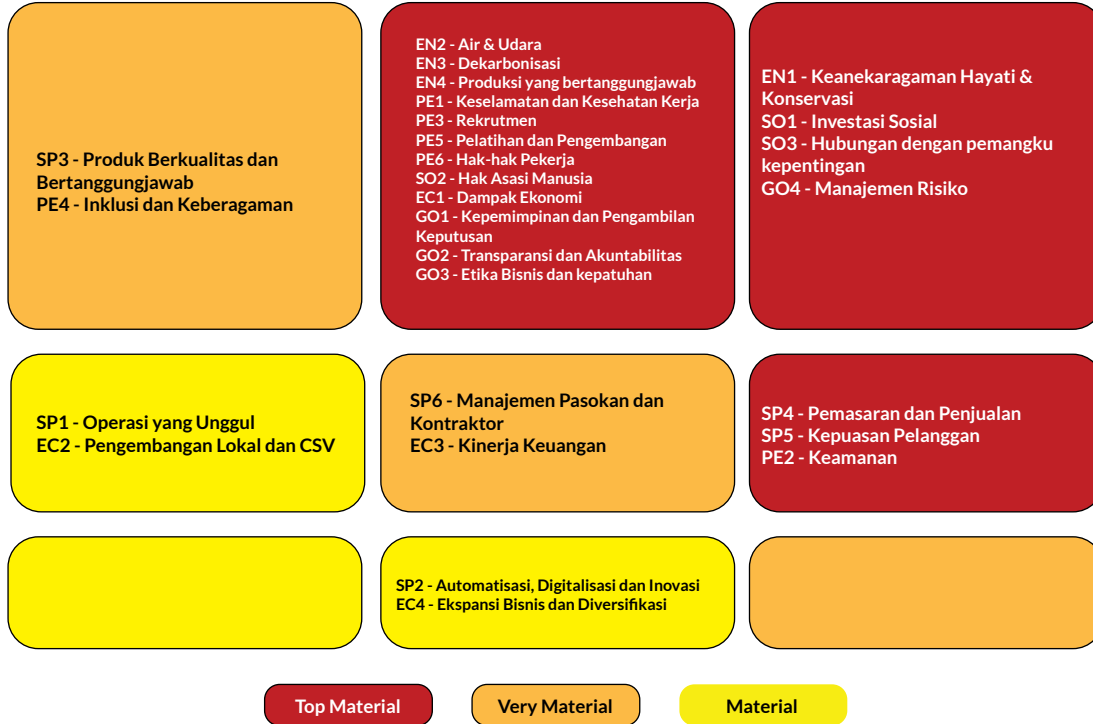 SP3 - Produk Berkualitas dan
Bertanggungjawab
PE4 - Inklusi dan Keberagaman
EN2 - Air & Udara
EN3 - Dekarbonisasi
EN4 - Produksi yang bertanggungjawab
PE1 - Keselamatan dan Kesehatan Kerja
PE3 - Rekrutmen
PE5 - Pelatihan dan Pengembangan
PE6 - Hak-hak Pekerja
SO2 - Hak Asasi Manusia
EC1 - Dampak Ekonomi
GO1 - Kepemimpinan dan Pengambilan
Keputusan
GO2 - Transparansi dan Akuntabilitas
GO3 - Etika Bisnis dan kepatuhan
EN1 - Keanekaragaman Hayati &
Konservasi
SO1 - Investasi Sosial
SO3 - Hubungan dengan pemangku
kepentingan
GO4 - Manajemen Risiko
SP1 - Operasi yang Unggul
EC2 - Pengembangan Lokal dan CSV
SP6 - Manajemen Pasokan dan
Kontraktor
EC3 - Kinerja Keuangan
SP4 - Pemasaran dan Penjualan
SP5 - Kepuasan Pelanggan
PE2 - Keamanan
SP2 - Automatisasi, Digitalisasi dan Inovasi
EC4 - Ekspansi Bisnis dan Diversifikasi
Top Material
Very Material
Material